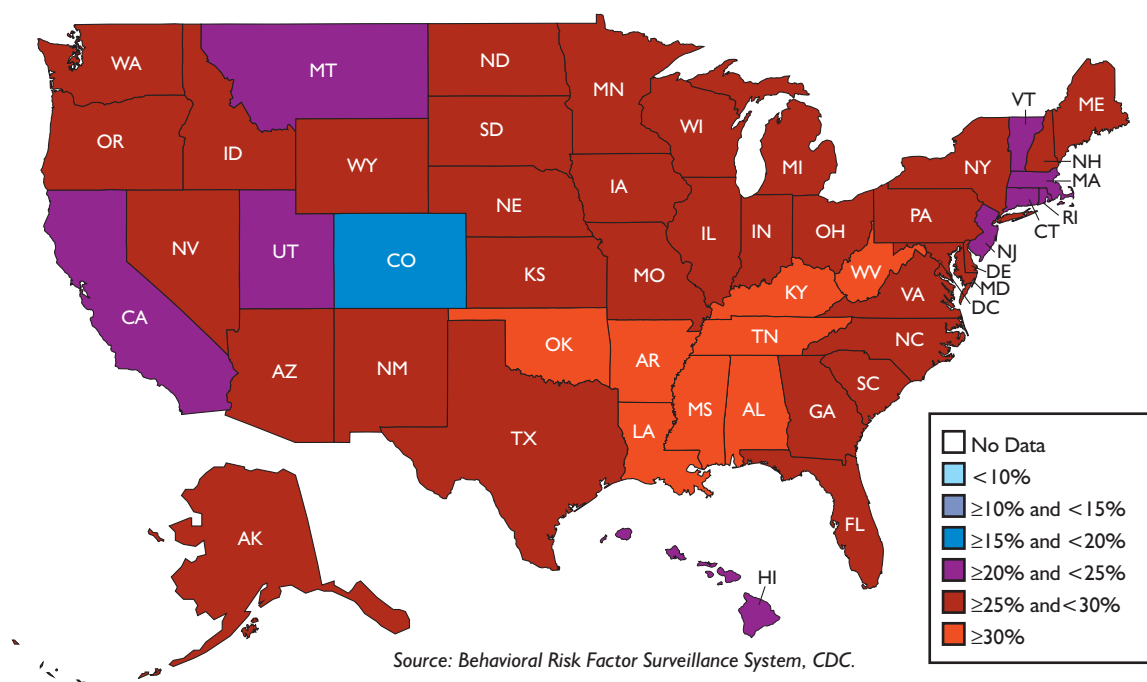 WA
MT
ND
MN
VT
ME
OR
ID
WY
SD
WI
MI
NY
NH
MA
RI
CT
NJ
NE
IA
PA
NV
UT
CO
KS
MO
IL
IN
OH
WV
DE
MD
DC
CA
KY
VA
AZ
NM
OK
AR
TN
NC
SC
TX
LA
MS
AL
GA
FL
AK
HI
No Data
<10%
≥10% and <15%
≥15% and <20%
≥20% and <25%
≥25% and<30%
≥30%
Source: Behavioral Risk Factor Surveillance System, CDC.